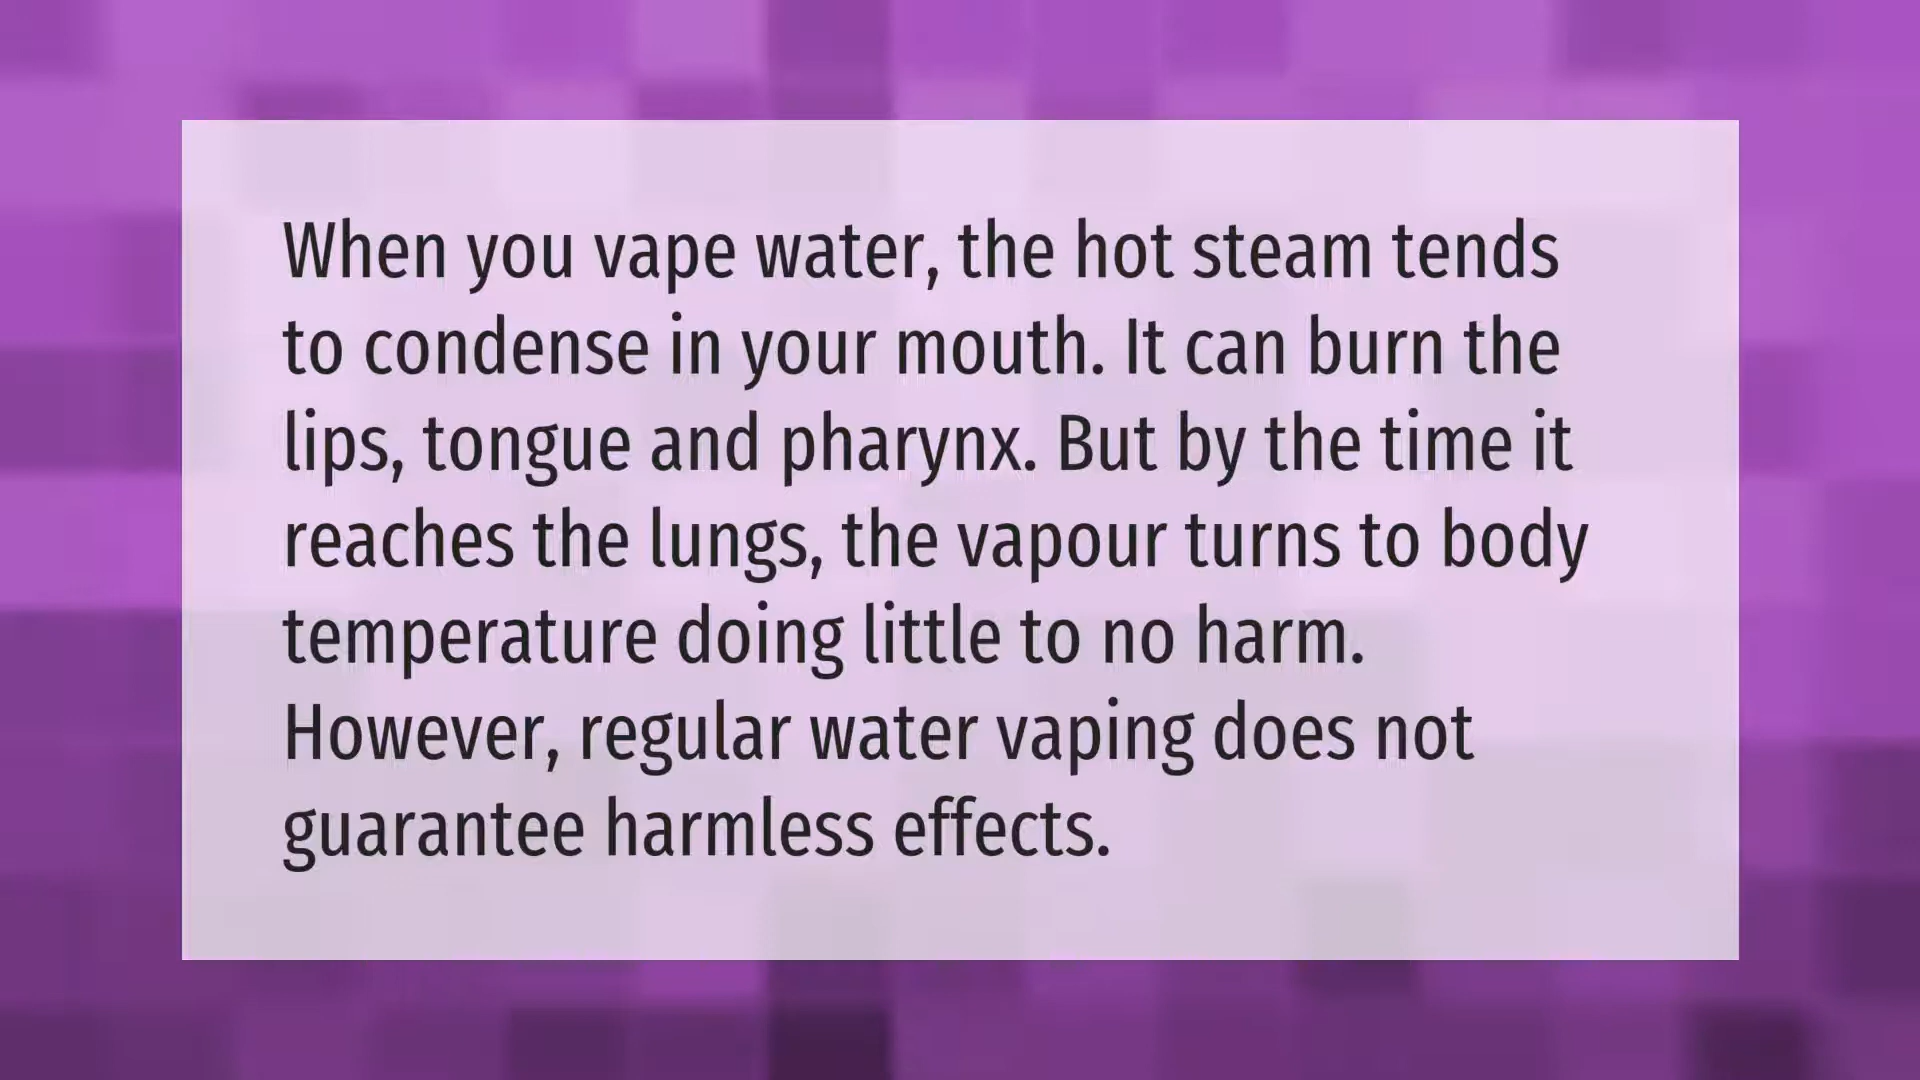 When you vape water, the hot steam tends
to condense in your mouth. It can burn the
lips, tongue and pharynx. But by the time it
reaches the lungs, the vapour turns to body
temperature doing little to no harm.
However, regular water vaping does not
guarantee harmless effects.